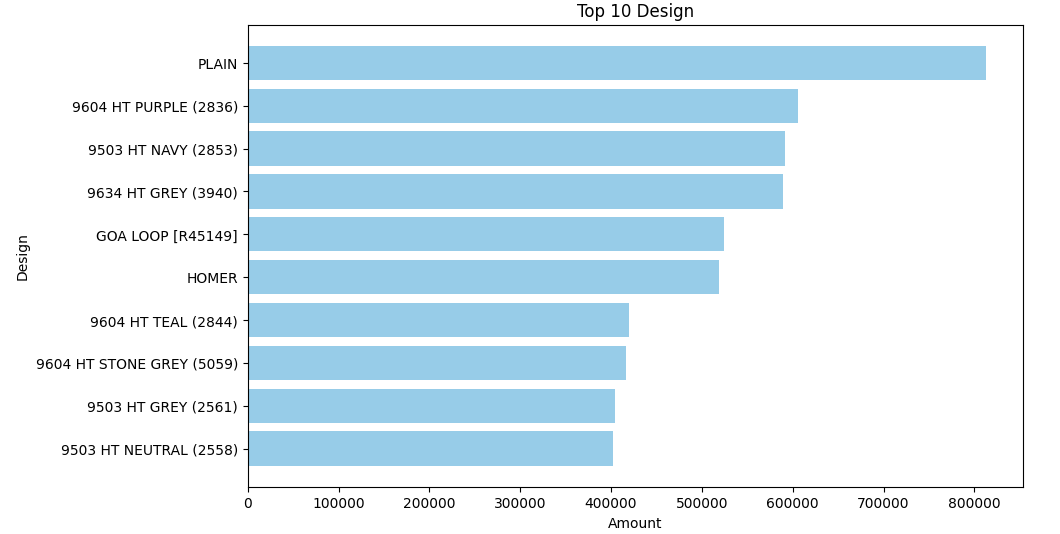 Top 10 Design
Design
PLAIN
9604 HT PURPLE (2836)
9503 HT NAVY (2853)
9634 HT GREY (3940)
GOA LOOP [R45149]
HOMER
9604 HT TEAL (2844)
9604 HT STONE GREY (5059)
9503 HT GREY (2561)
9503 HT NEUTRAL (2558)
0 100000 200000 300000 400000 500000 600000 700000 800000
Amount